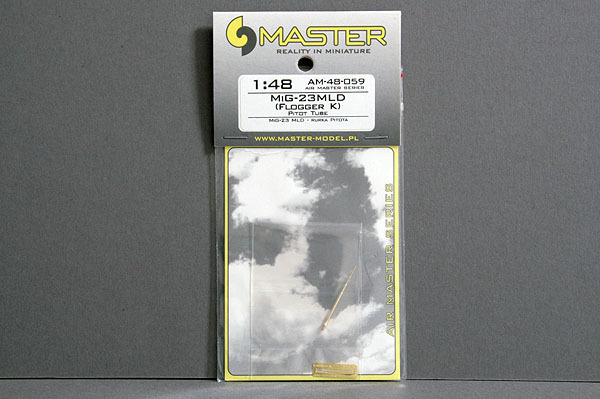 MASTER
REALITY IN MINIATURE
1:48 AM-48-059
AIR MASTER SERIES
MiG-23MLD
(FLOGGER K)
PITOT TUBE
MiG-23 MLD - RURKA PITOTA
WWW.MASTER-MODEL.PL
AIR MASTER SERIES